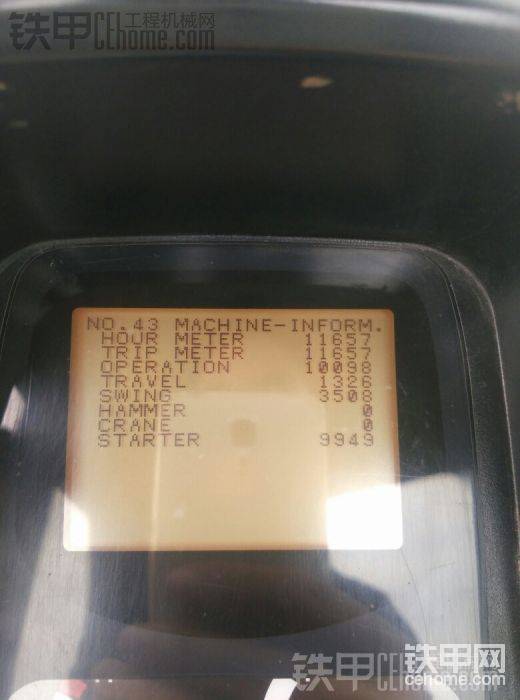 铁甲 工程机械网
CEhome.com
NO.43 MACHINE-INFORM.
HOUR METER 11657
TRIP METER 11657
OPERATION 10098
TRAVEL 1326
SWING 3508
HAMMER 0
CRANE 0
STARTER 9949
铁甲网
cehome.com
铁甲 CEhome.com